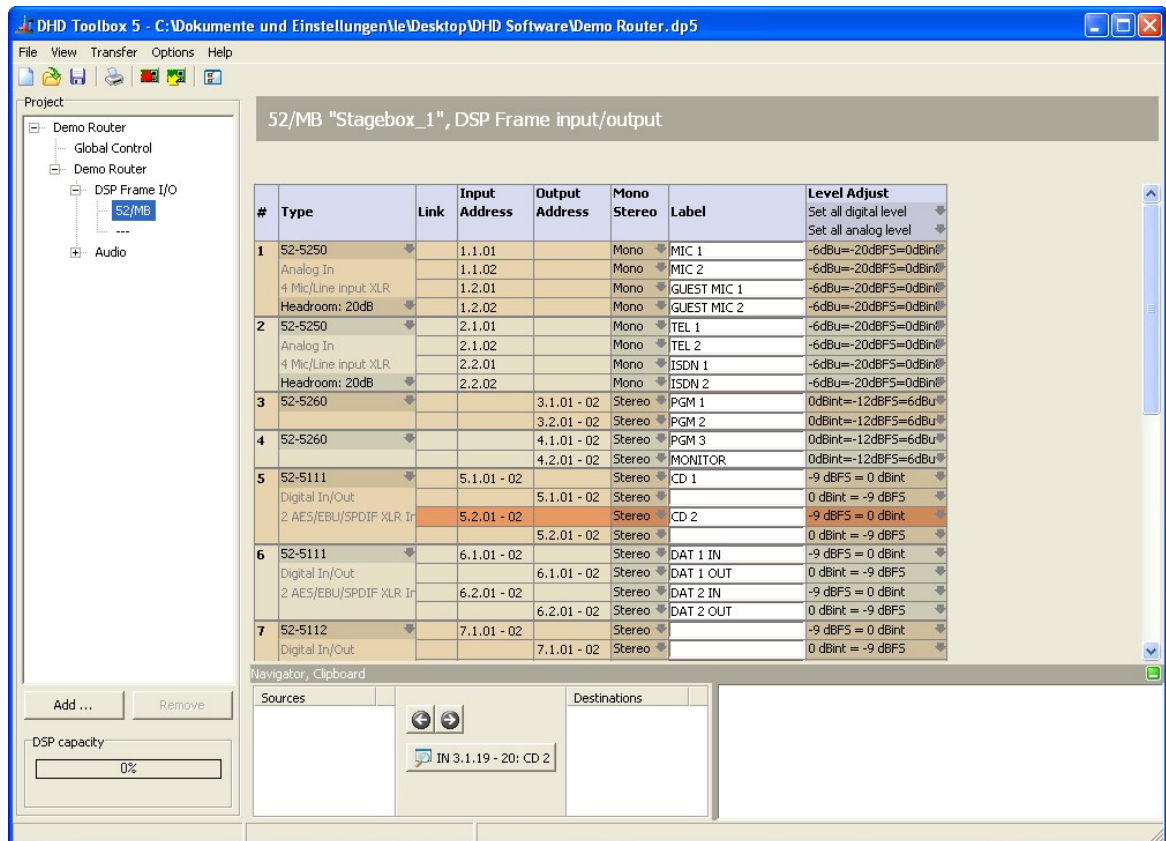 DHD Toolbox 5 - C:\Dokumente und Einstellungen\le\Desktop\DHD Software\Demo Router.dp5
File View Transfer Options Help
Project
Demo Router
Global Control
Demo Router
DSP Frame I/O
52/MB
---
Audio
Add ...
Remove
DSP capacity
0%
52/MB "Stagebox_1", DSP Frame input/output
# Type Link Input Address Output Address Mono Stereo Label Level Adjust
Set all digital level
Set all analog level
1 52-5250 1.1.01 Mono MIC 1 -6dBu=-20dBFS=0dBint
Analog In 1.1.02 Mono MIC 2 -6dBu=-20dBFS=0dBint
4 Mic/Line input XLR 1.2.01 Mono GUEST MIC 1 -6dBu=-20dBFS=0dBint
Headroom: 20dB 1.2.02 Mono GUEST MIC 2 -6dBu=-20dBFS=0dBint
2 52-5250 2.1.01 Mono TEL 1 -6dBu=-20dBFS=0dBint
Analog In 2.1.02 Mono TEL 2 -6dBu=-20dBFS=0dBint
4 Mic/Line input XLR 2.2.01 Mono ISDN 1 -6dBu=-20dBFS=0dBint
Headroom: 20dB 2.2.02 Mono ISDN 2 -6dBu=-20dBFS=0dBint
3 52-5260 3.1.01 - 02 Stereo PGM 1 0dBint=-12dBFS=6dBu
3.2.01 - 02 Stereo PGM 2 0dBint=-12dBFS=6dBu
4 52-5260 4.1.01 - 02 Stereo PGM 3 0dBint=-12dBFS=6dBu
4.2.01 - 02 Stereo MONITOR 0dBint=-12dBFS=6dBu
5 52-5111 5.1.01 - 02 Stereo CD 1 -9 dBFS = 0 dBint
Digital In/Out 5.1.01 - 02 Stereo 0 dBint = -9 dBFS
2 AES/EBU/SPDIF XLR Ir 5.2.01 - 02 Stereo CD 2 -9 dBFS = 0 dBint
5.2.01 - 02 Stereo 0 dBint = -9 dBFS
6 52-5111 6.1.01 - 02 Stereo DAT 1 IN -9 dBFS = 0 dBint
Digital In/Out 6.1.01 - 02 Stereo DAT 1 OUT 0 dBint = -9 dBFS
2 AES/EBU/SPDIF XLR Ir 6.2.01 - 02 Stereo DAT 2 IN -9 dBFS = 0 dBint
6.2.01 - 02 Stereo DAT 2 OUT 0 dBint = -9 dBFS
7 52-5112 7.1.01 - 02 Stereo -9 dBFS = 0 dBint
Digital In/Out 7.1.01 - 02 Stereo 0 dBint = -9 dBFS
Navigator, Clipboard
Sources
Destinations
IN 3.1.19 - 20: CD 2